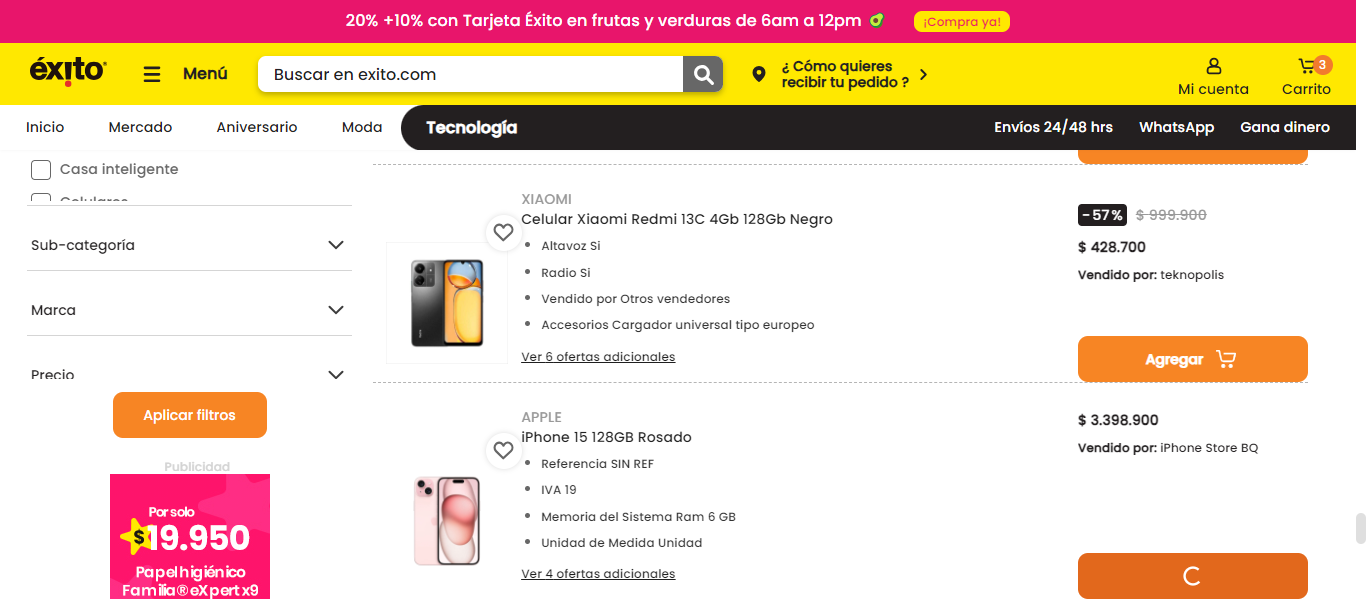 20% +10% con Tarjeta Éxito en frutas y verduras de 6am a 12pm
¡Compra ya!
éxito
Menú
Buscar en exito.com
¿ Cómo quieres
recibir tu pedido ?
Mi cuenta
3
Carrito
Inicio
Mercado
Aniversario
Moda
Tecnología
Envíos 24/48 hrs
WhatsApp
Gana dinero
Casa inteligente
Celulares
Sub-categoría
Marca
Precio
Aplicar filtros
Publicidad
Por solo
$19.950
Papel higiénico
Familia® eXpert x9
XIAOMI
Celular Xiaomi Redmi 13C 4Gb 128Gb Negro
Altavoz Si
Radio Si
Vendido por Otros vendedores
Accesorios Cargador universal tipo europeo
Ver 6 ofertas adicionales
-57% $ 999.900
$ 428.700
Vendido por: teknopolis
Agregar
APPLE
iPhone 15 128GB Rosado
Referencia SIN REF
IVA 19
Memoria del Sistema Ram 6 GB
Unidad de Medida Unidad
Ver 4 ofertas adicionales
$ 3.398.900
Vendido por: iPhone Store BQ